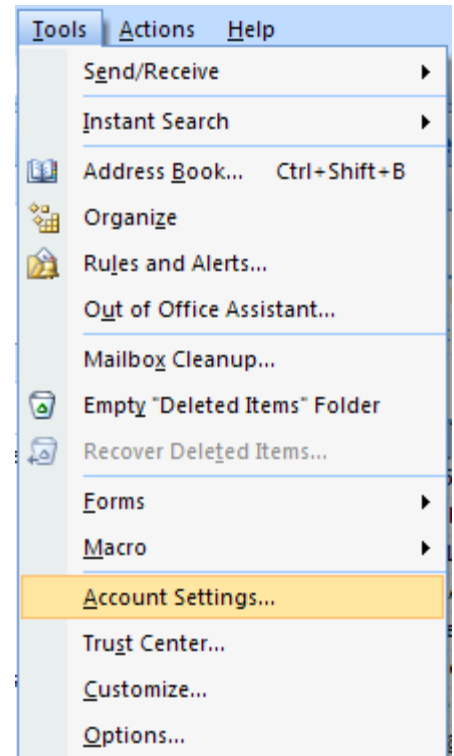 Tools Actions Help
Send/Receive
Instant Search
Address Book... Ctrl+Shift+B
Organize
Rules and Alerts...
Out of Office Assistant...
Mailbox Cleanup...
Empty "Deleted Items" Folder
Recover Deleted Items...
Forms
Macro
Account Settings...
Trust Center...
Customize...
Options...